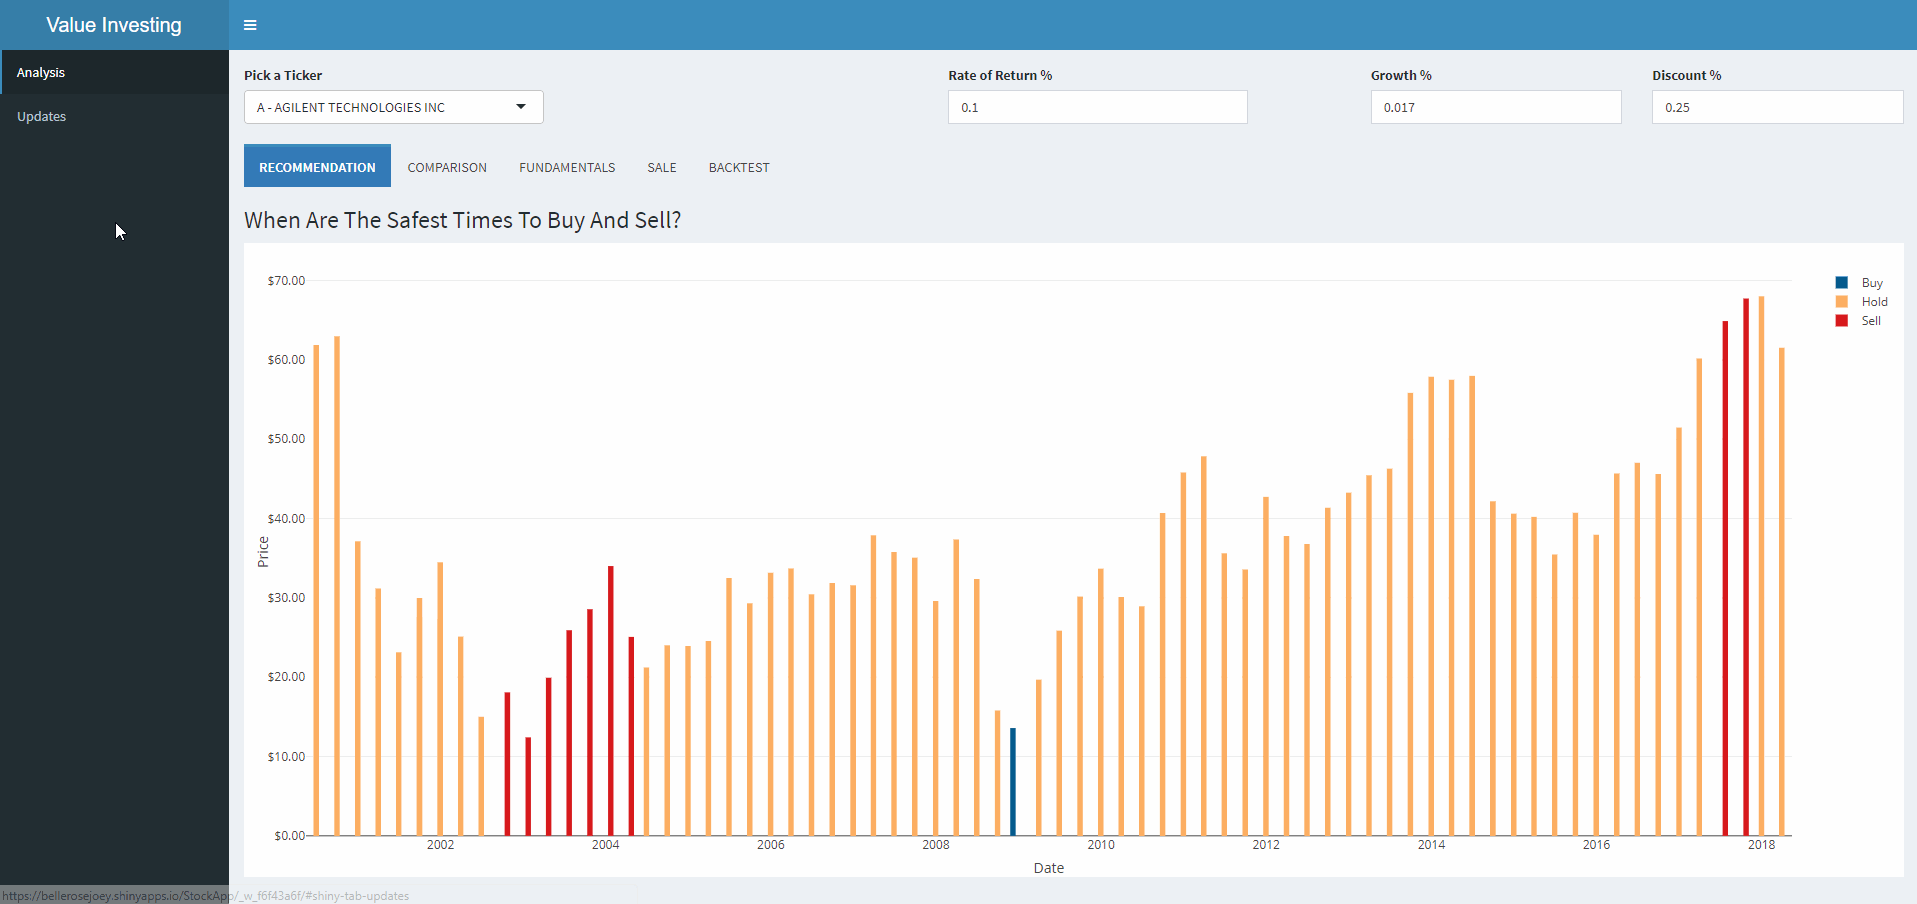 Value Investing
Analysis
Updates
Pick a Ticker
Rate of Return %
Growth %
Discount %
A - AGILENT TECHNOLOGIES INC
0.1
0.017
0.25
RECOMMENDATION
COMPARISON
FUNDAMENTALS
SALE
BACKTEST
When Are The Safest Times To Buy And Sell?
$70.00
$60.00
$50.00
$40.00
$30.00
$20.00
$10.00
$0.00
Price
Buy
Hold
Sell
2002
2004
2006
2008
2010
2012
2014
2016
2018
Date
https://bellerosejoey.shinyapps.io/StockApp/_w_f6f43a6f/#shiny-tab-updates